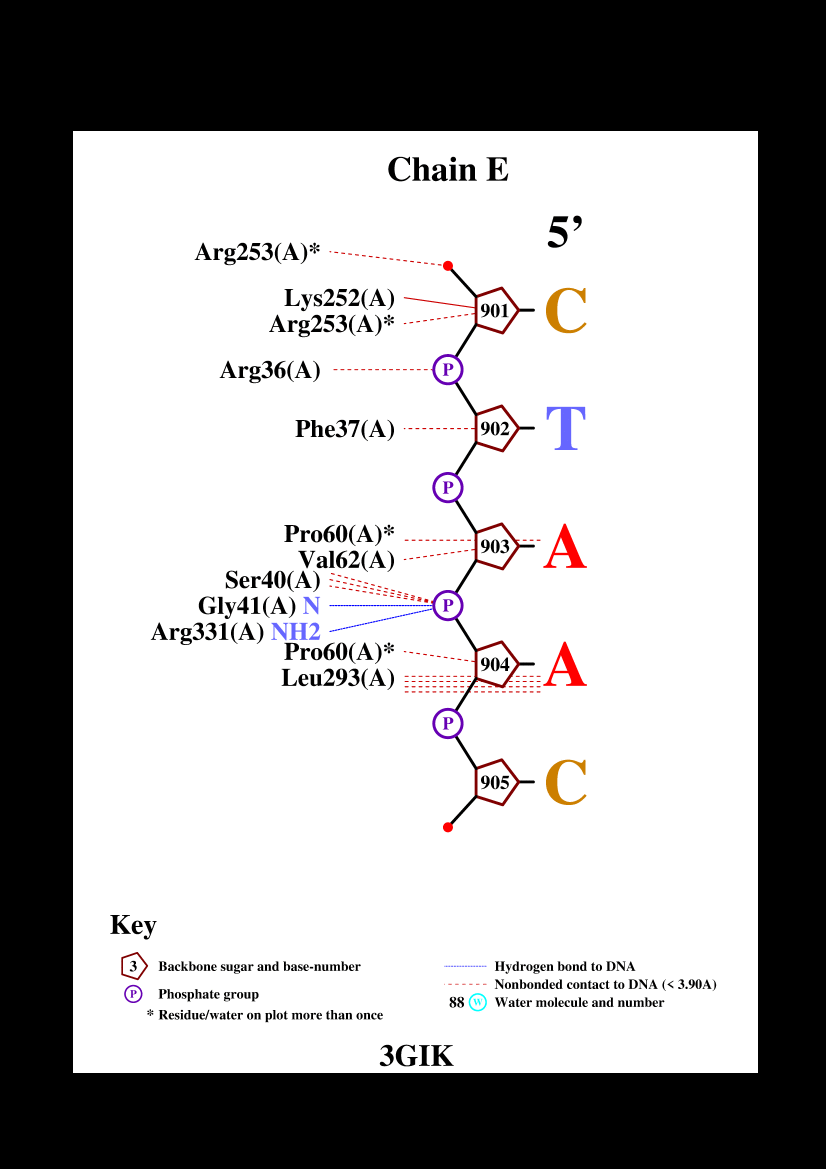 Chain E
5’
Arg253(A)*
Lys252(A)
901 C
Arg253(A)*
Arg36(A) P
Phe37(A) 902 T
P
Pro60(A)*
903 A
Val62(A)
Ser40(A)
Gly41(A) N P
Arg331(A) NH2
Pro60(A)*
904 A
Leu293(A)
P
905 C
Key
3 Backbone sugar and base-number
P Phosphate group
* Residue/water on plot more than once
Hydrogen bond to DNA
Nonbonded contact to DNA (< 3.90A)
88 W Water molecule and number
3GIK